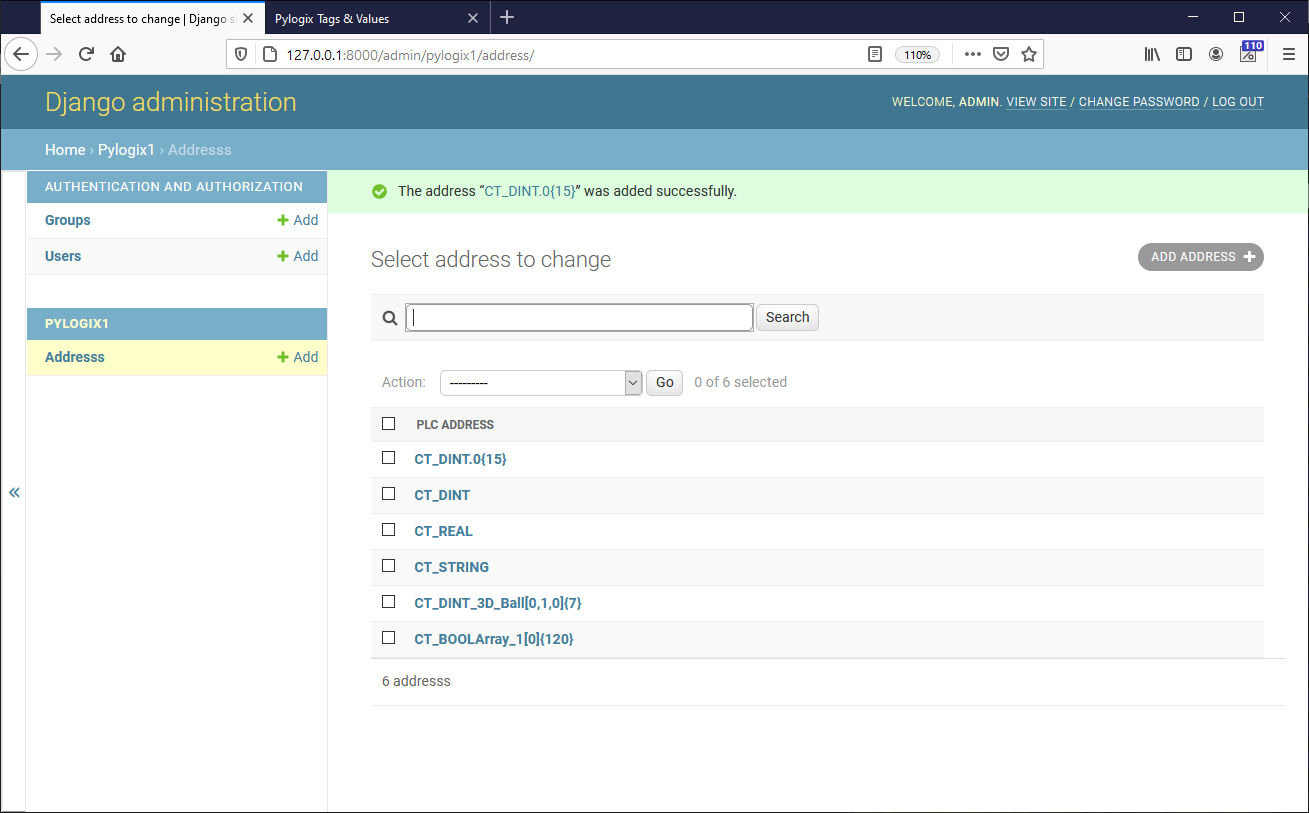 Select address to change | Django s
Pylogix Tags & Values
127.0.0.1:8000/admin/pylogix1/address/
110%
110
Django administration
WELCOME, ADMIN. VIEW SITE / CHANGE PASSWORD / LOG OUT
Home › Pylogix1 › Addresss
AUTHENTICATION AND AUTHORIZATION
Groups
Add
Users
Add
PYLOGIX1
Addresss
Add
«
The address “CT_DINT.0{15}” was added successfully.
Select address to change
ADD ADDRESS
Search
Action:
---------
Go
0 of 6 selected
PLC ADDRESS
CT_DINT.0{15}
CT_DINT
CT_REAL
CT_STRING
CT_DINT_3D_Ball[0,1,0]{7}
CT_BOOLArray_1[0]{120}
6 addresss